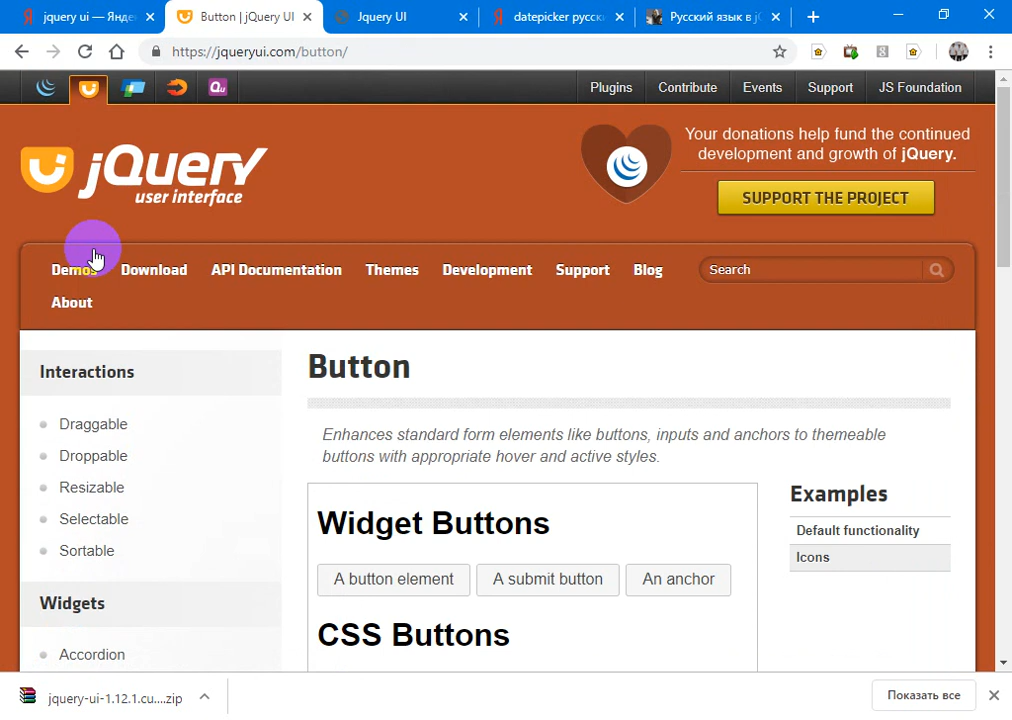 jquery ui — Янде
Button | jQuery UI
Jquery UI
datepicker русск
Русский язык в jQ
https://jqueryui.com/button/
Qu
Plugins
Contribute
Events
Support
JS Foundation
jQuery
user interface
Your donations help fund the continued
development and growth of jQuery.
SUPPORT THE PROJECT
Demos
Download
API Documentation
Themes
Development
Support
Blog
Search
About
Interactions
Draggable
Droppable
Resizable
Selectable
Sortable
Widgets
Accordion
Button
Enhances standard form elements like buttons, inputs and anchors to themeable
buttons with appropriate hover and active styles.
Widget Buttons
A button element
A submit button
An anchor
CSS Buttons
Examples
Default functionality
Icons
jquery-ui-1.12.1.cu....zip
Показать все